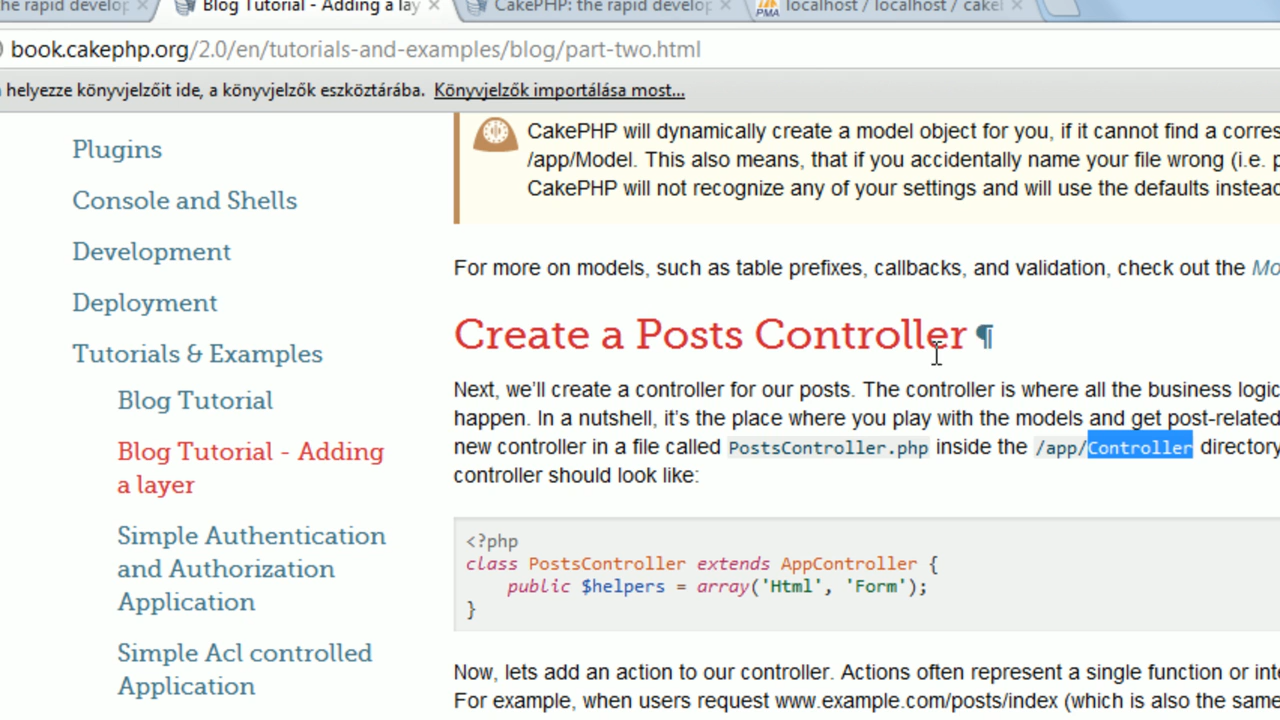 he rapid develop
Blog Tutorial - Adding a lay
CakePHP: the rapid develop
localhost / localhost / cake
book.cakephp.org/2.0/en/tutorials-and-examples/blog/part-two.html
helyezze könyvjelzőit ide, a könyvjelzők eszköztárába. Könyvjelzők importálása most...
Plugins
Console and Shells
Development
Deployment
Tutorials & Examples
Blog Tutorial
Blog Tutorial - Adding
a layer
Simple Authentication
and Authorization
Application
Simple Acl controlled
Application
CakePHP will dynamically create a model object for you, if it cannot find a corres
/app/Model. This also means, that if you accidentally name your file wrong (i.e. p
CakePHP will not recognize any of your settings and will use the defaults instead
For more on models, such as table prefixes, callbacks, and validation, check out the Mo
Create a Posts Controller ¶
Next, we'll create a controller for our posts. The controller is where all the business logic
happen. In a nutshell, it's the place where you play with the models and get post-related
new controller in a file called PostsController.php inside the /app/Controller directory
controller should look like:
<?php
class PostsController extends AppController {
public $helpers = array('Html', 'Form');
}
Now, lets add an action to our controller. Actions often represent a single function or inte
For example, when users request www.example.com/posts/index (which is also the same